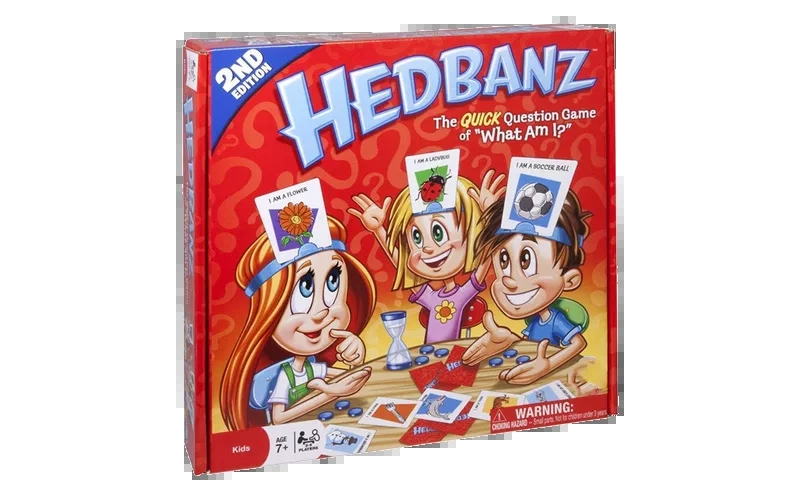 2ND
EDITION
HEDBANZ™
The QUICK Question Game
of "What Am I?"
I AM A FLOWER
I AM A LADYBUG
I AM A SOCCER BALL
HEDBANZ
Kids
AGE
7+
PLAYERS
WARNING:
CHOKING HAZARD – Small parts. Not for children under 3 years.